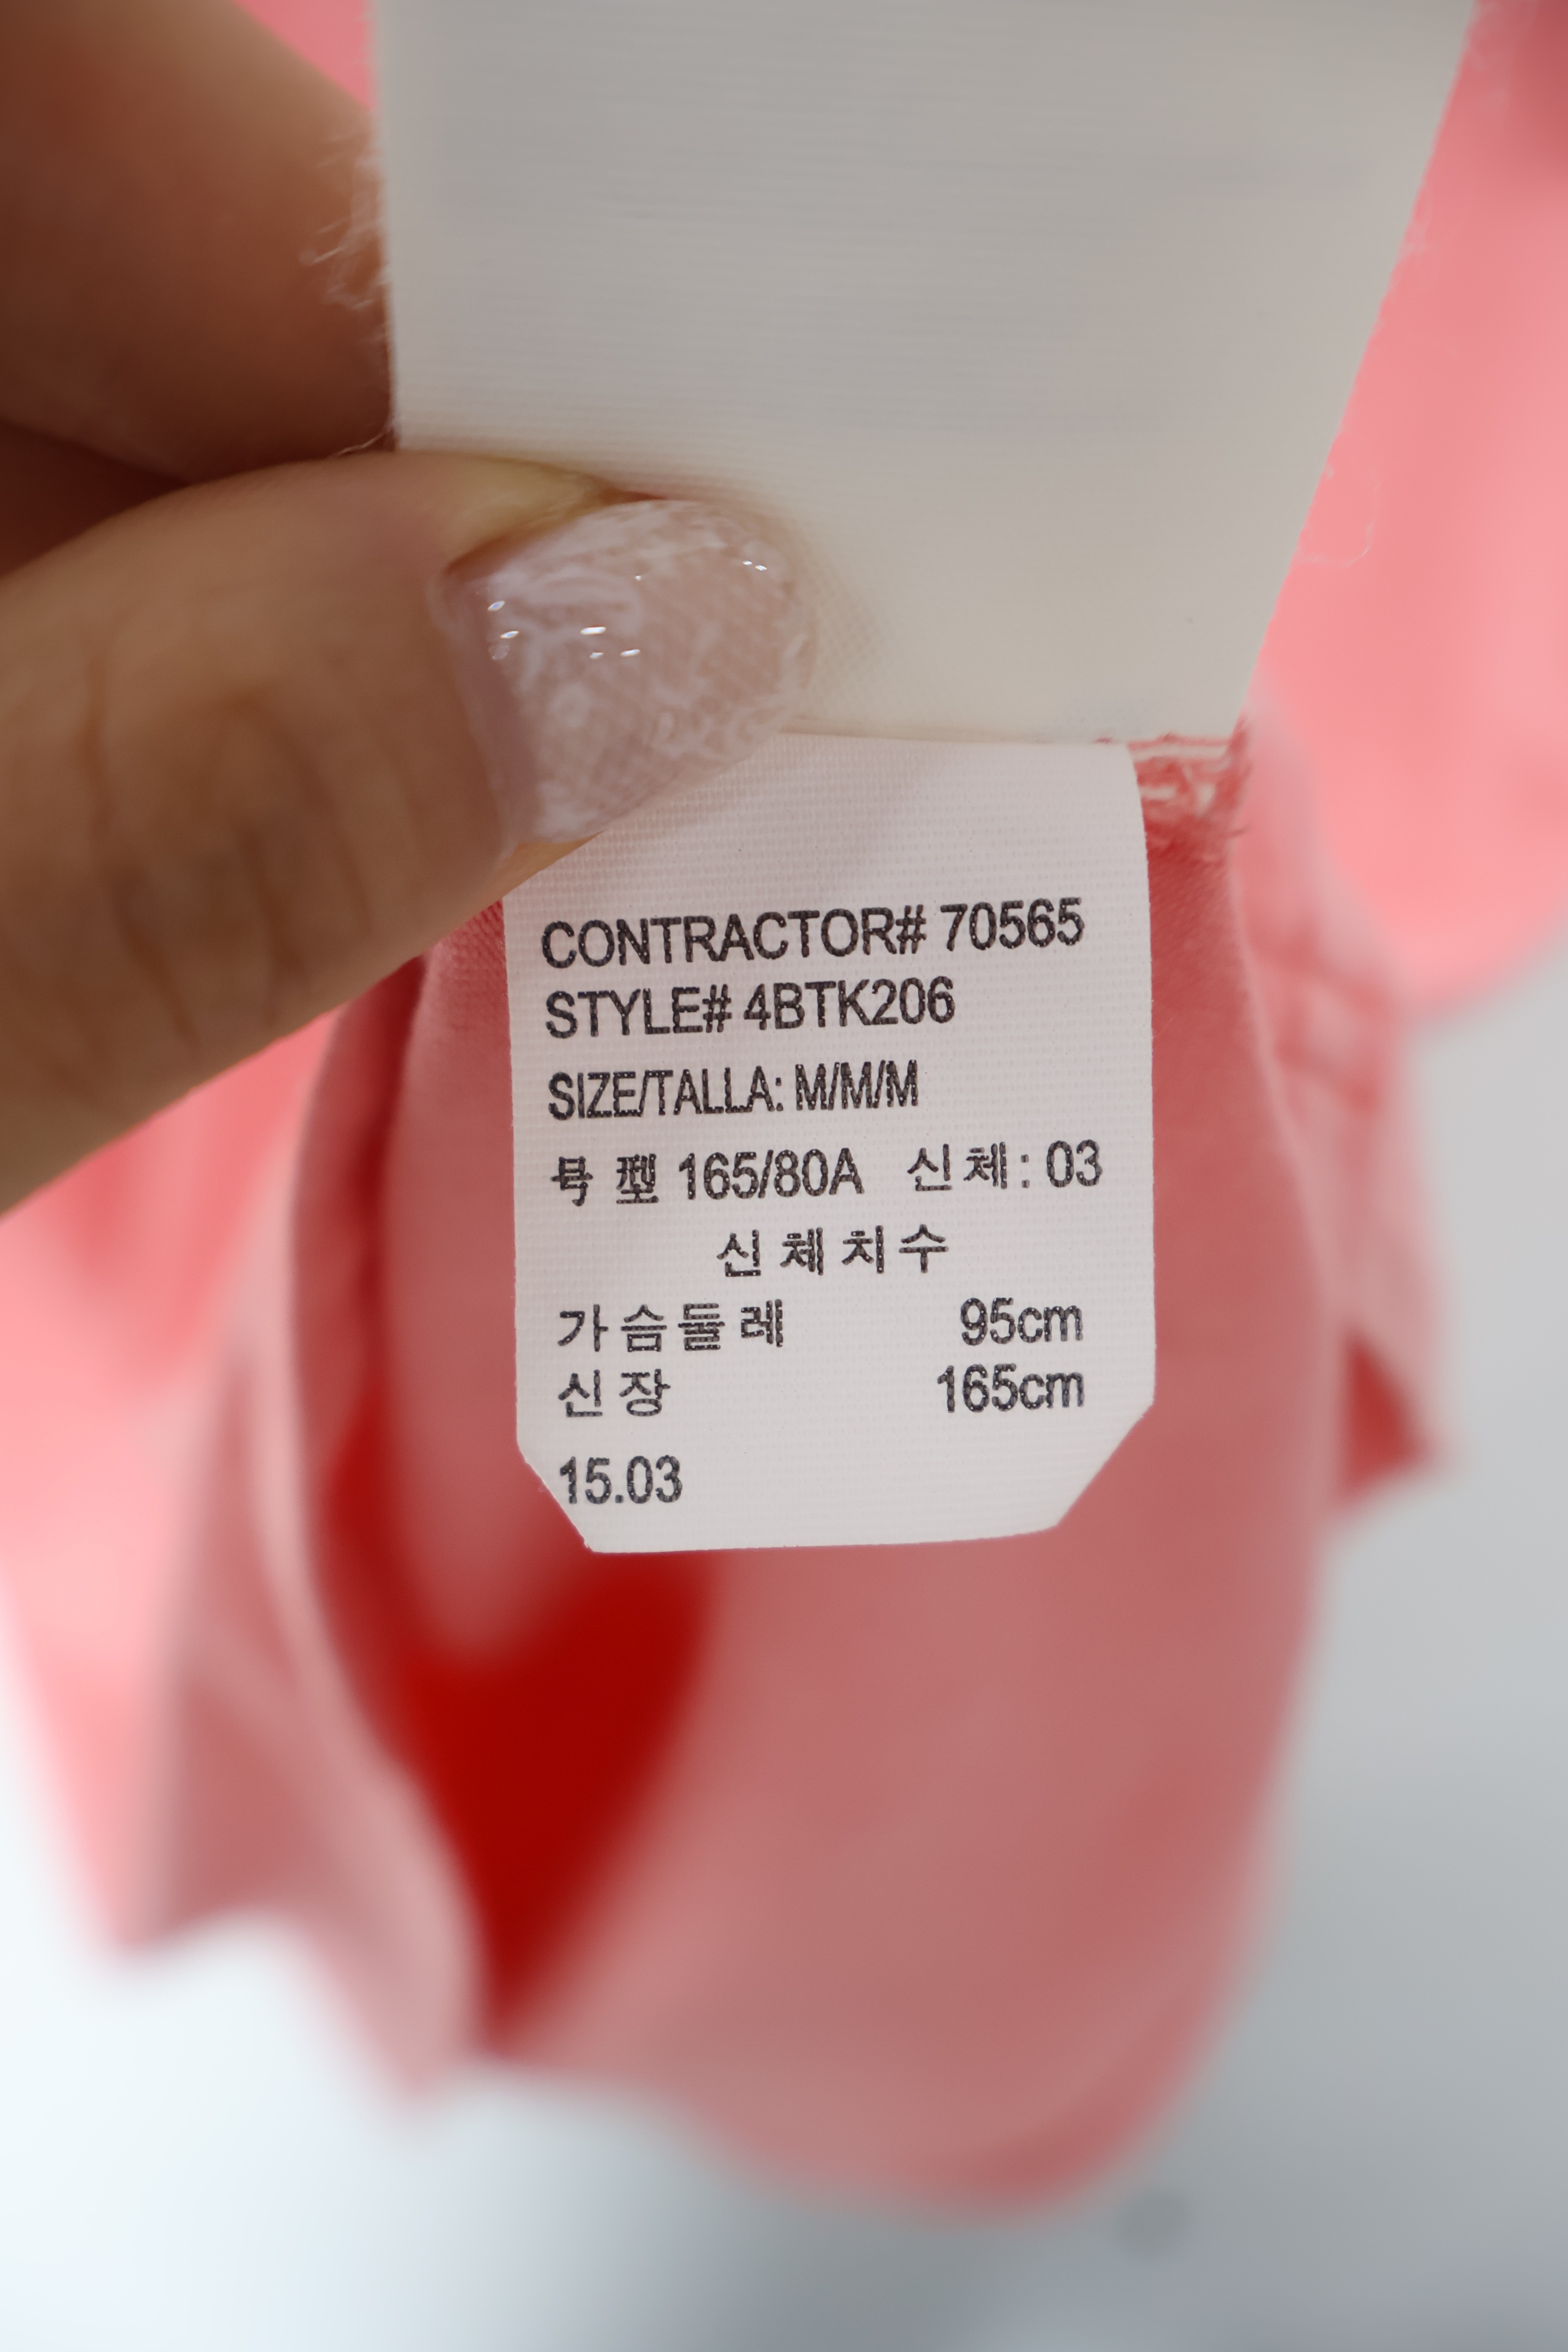 CONTRACTOR# 70565
STYLE# 4BTK206
SIZE/TALLA: M/M/M
号 型 165/80A 신체: 03
신체치수
가슴둘레 95cm
신장 165cm
15.03